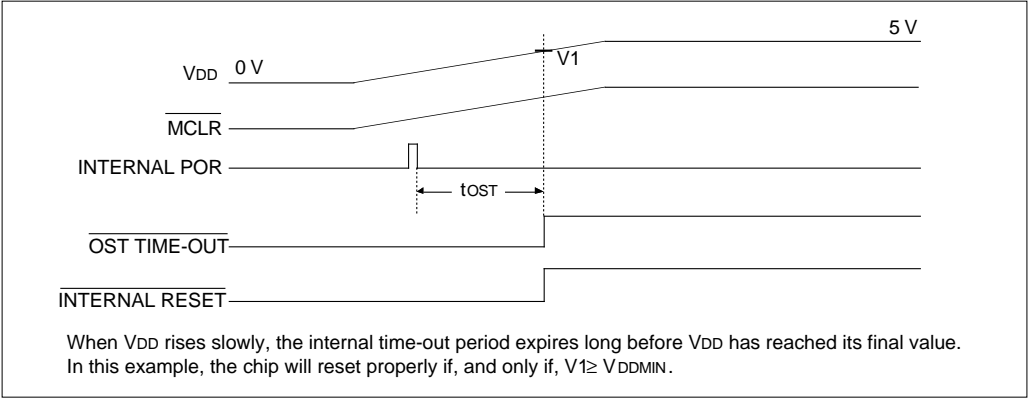 5 V
VDD 0 V
V1
MCLR
INTERNAL POR
tOST
OST TIME-OUT
INTERNAL RESET
When VDD rises slowly, the internal time-out period expires long before VDD has reached its final value.
In this example, the chip will reset properly if, and only if, V1≥ VDDMIN.